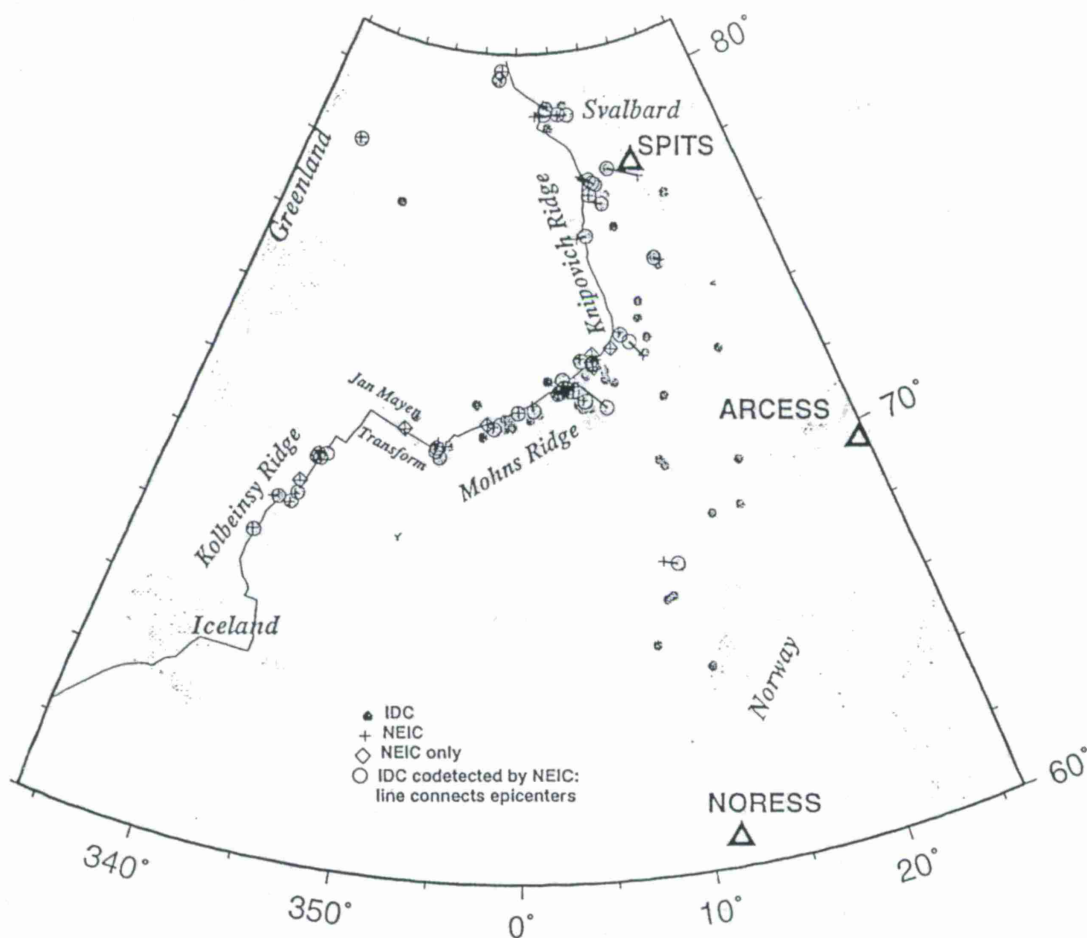 80°
Svalbard
SPITS
Greenland
Knipovich Ridge
Jan Mayen
Transform
ARCESS
70°
Mohns Ridge
Kolbeinsy Ridge
Iceland
Norway
IDC
NEIC
NEIC only
IDC codetected by NEIC:
line connects epicenters
NORESS
60°
340°
350°
0°
10°
20°